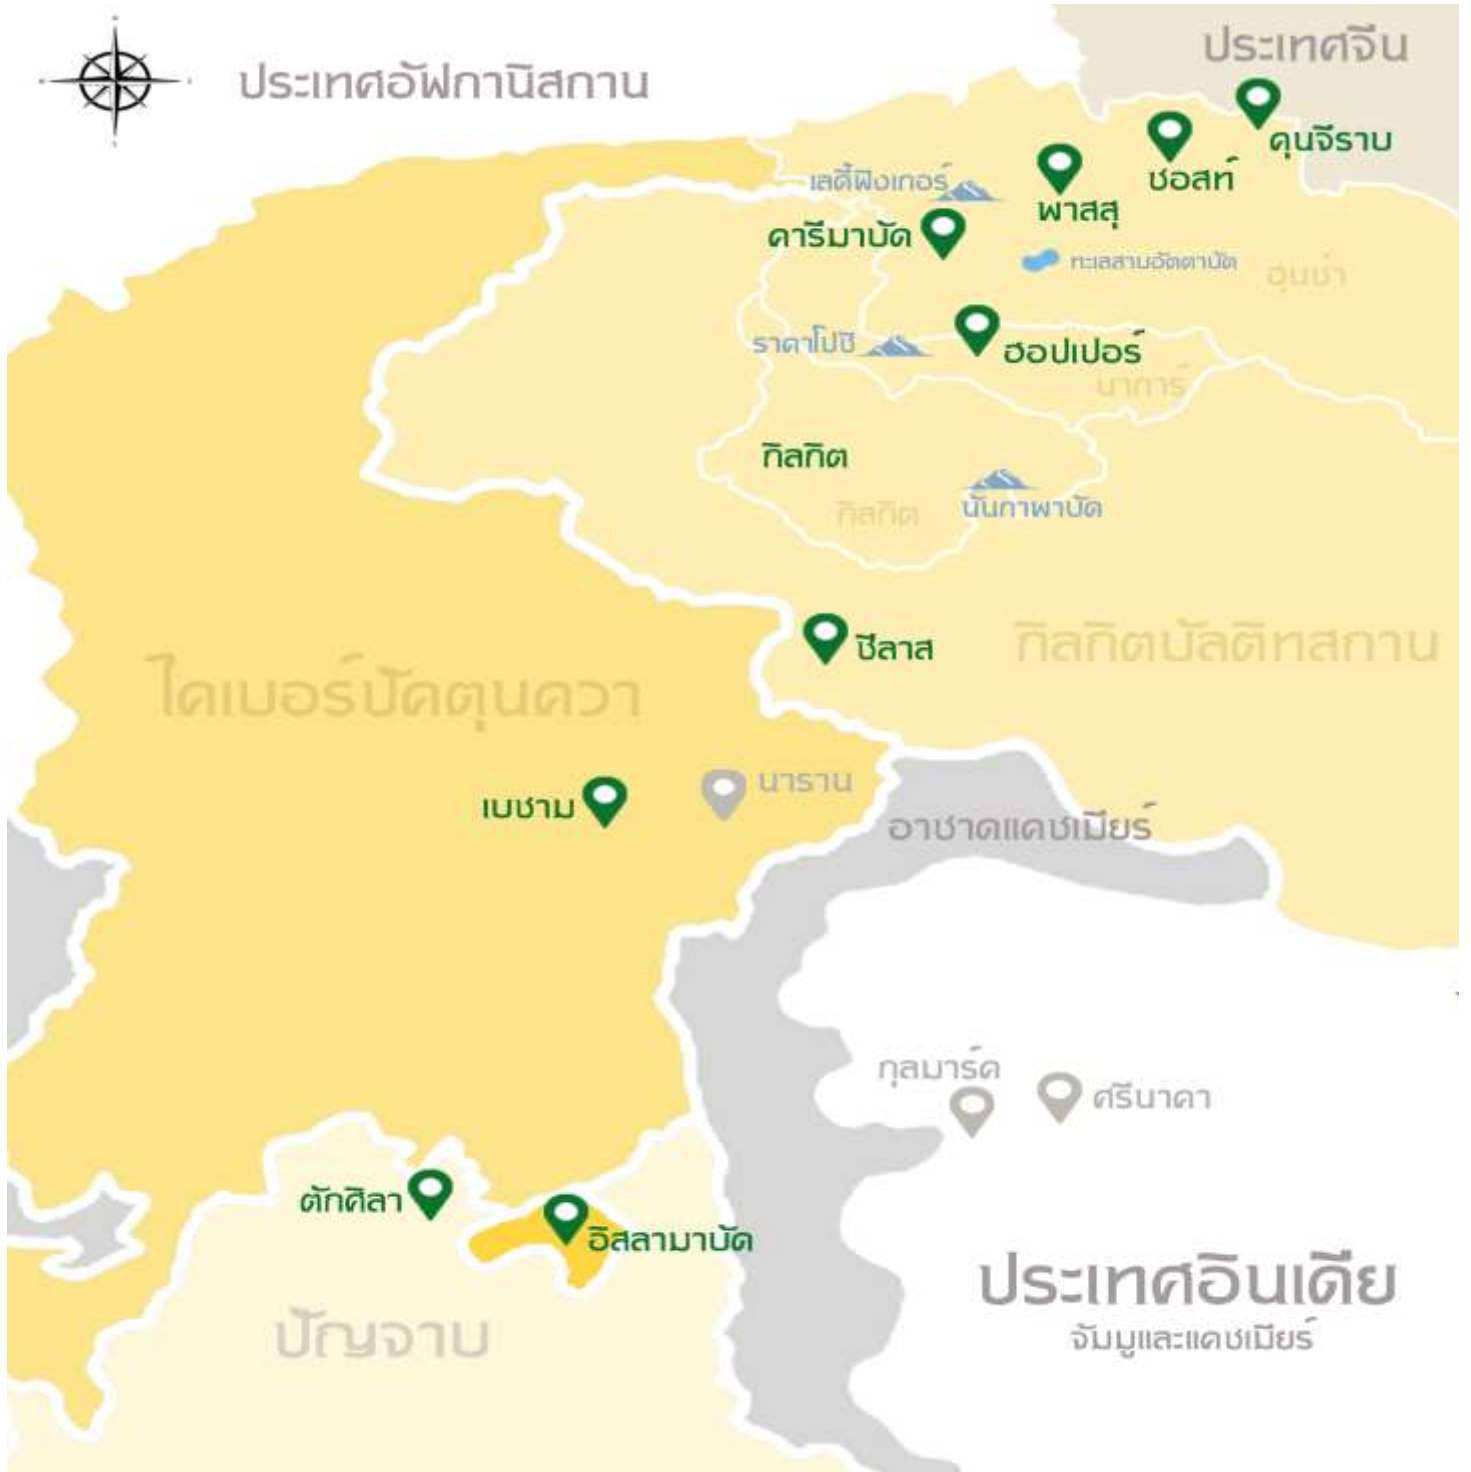 ประเทศจีน
ประเทศอัฟกานิสถาน
คุนจีราบ
ซอสท์
เลดี้ฟิงเกอร์
พาสสุ
คารีมาบัด
ทะเลสาบอัตตาบัต
ฮุนซ่า
ราคาโปชิ
ฮอปเปอร์
นาการ์
กิลกิต
นันกาพาบัด
กิลกิต
ชีลาส
กิลกิตบัลติทสถาน
ไคเบอร์ปัคตุนควา
นาราน
เบชาม
อาซาดแคชเมียร์
กุลมาร์ค
ศรีนาคา
ตักศิลา
อิสลามาบัด
ประเทศอินเดีย
จัมมูและแคชเมียร์
ปัญจาบ